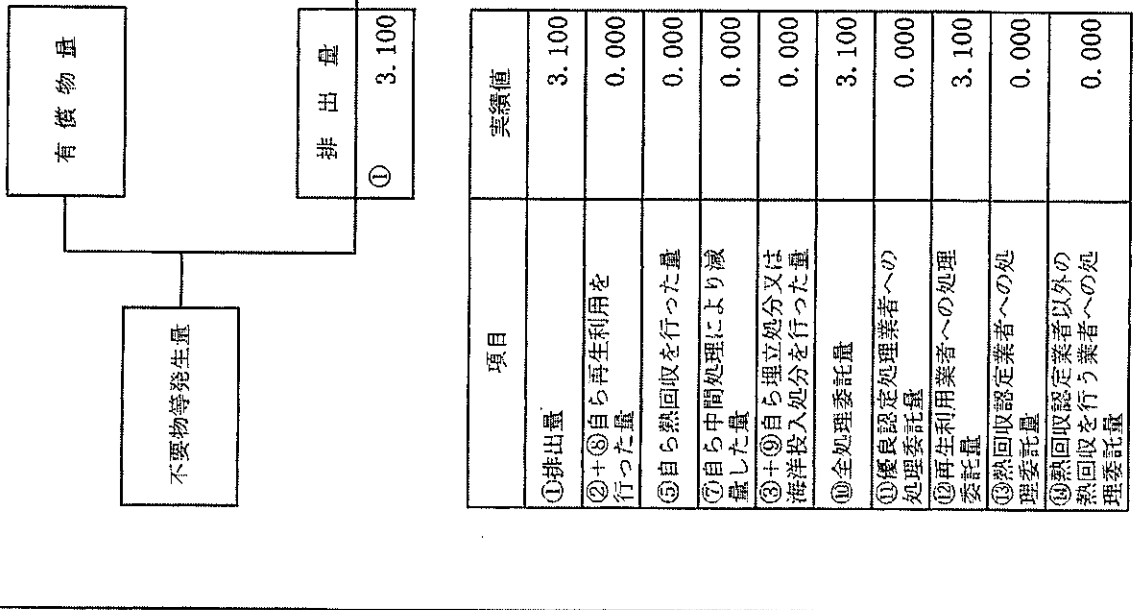 不要物等発生量
有償物量
排出量
① 3.100
項目 実績値
①排出量 3.100
②+⑧自ら再生利用を
行った量 0.000
⑤自ら熱回収を行った量 0.000
⑦自ら中間処理により減
量した量 0.000
③+⑨自ら埋立処分又は
海洋投入処分を行った量 0.000
⑩全処理委託量 3.100
⑪優良認定処理業者への
処理委託量 0.000
⑫再生利用業者への処理
委託量 3.100
⑬熱回収認定業者への処
理委託量 0.000
⑭熱回収認定業者以外の
熱回収を行う業者への処
理委託量 0.000